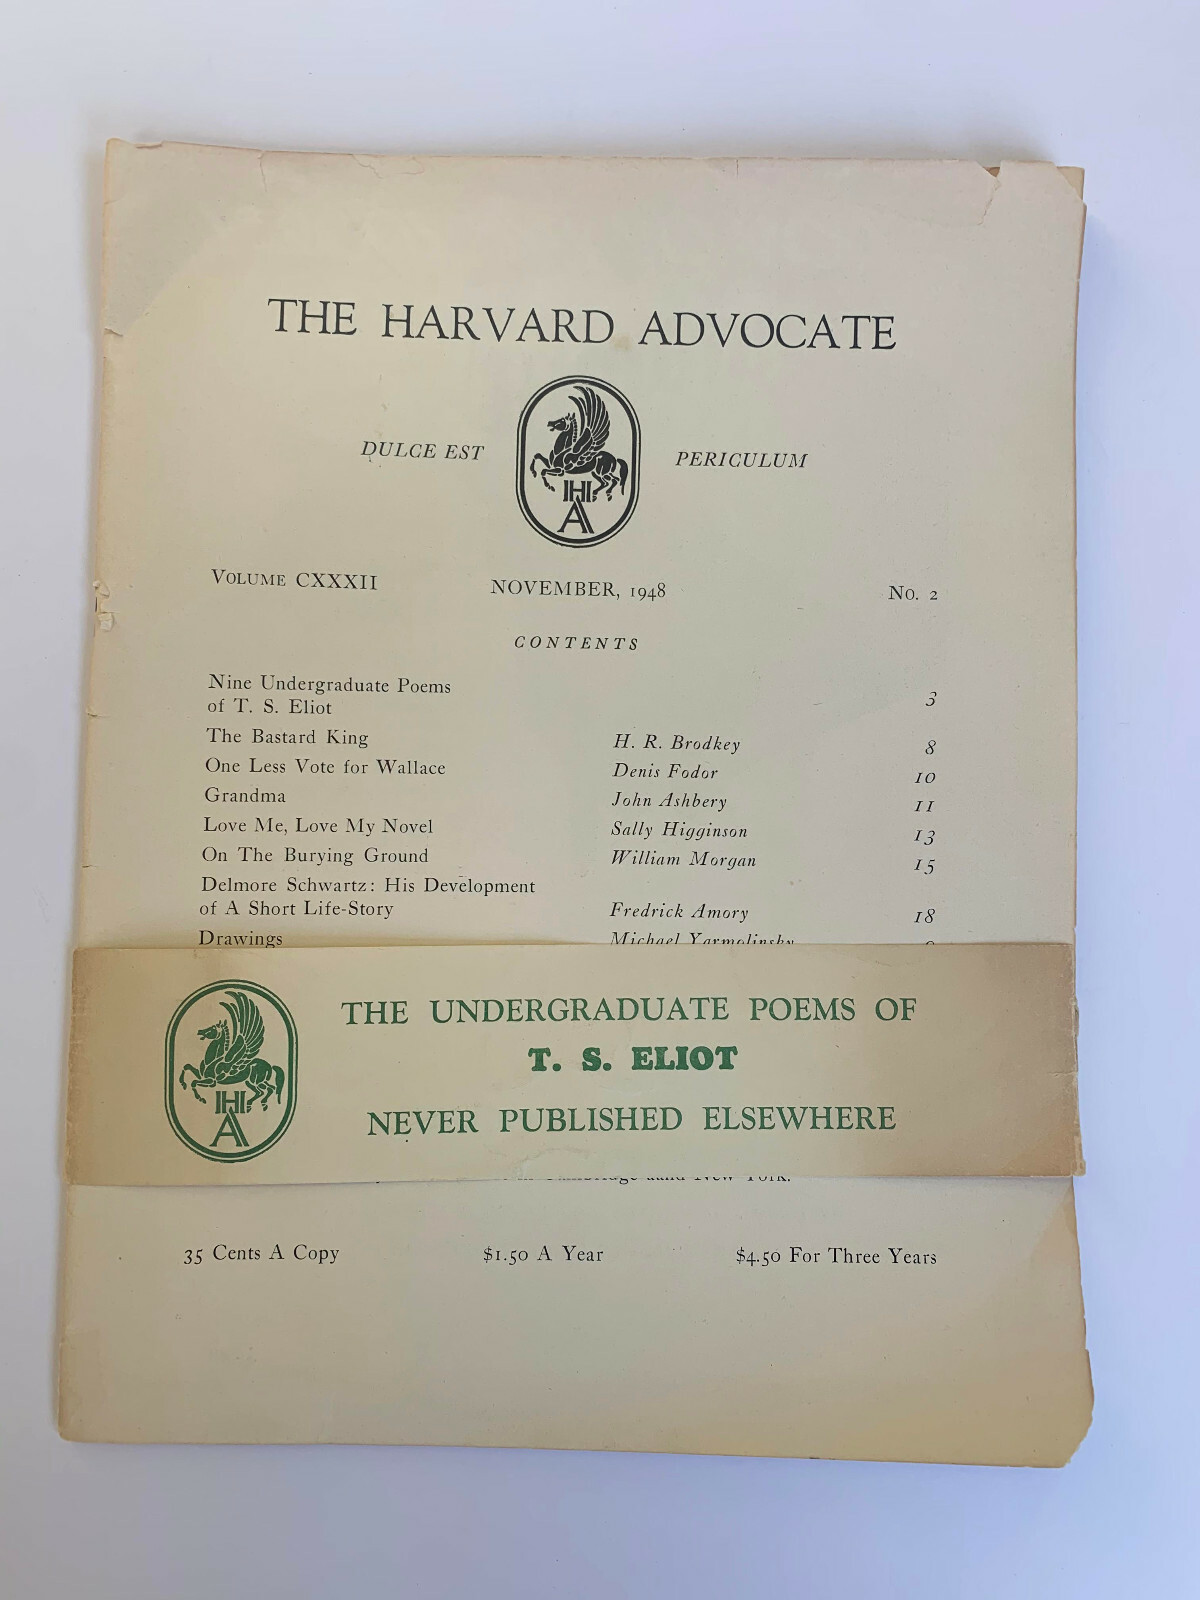 THE HARVARD ADVOCATE
DULCE EST PERICULUM
HA
VOLUME CXXXII NOVEMBER, 1948 No. 2
CONTENTS
Nine Undergraduate Poems
of T. S. Eliot 3
The Bastard King H. R. Brodkey 8
One Less Vote for Wallace Denis Fodor 10
Grandma John Ashbery 11
Love Me, Love My Novel Sally Higginson 13
On The Burying Ground William Morgan 15
Delmore Schwartz: His Development
of A Short Life-Story Fredrick Amory 18
Drawings Michael Yarmolinsky
HA
THE UNDERGRADUATE POEMS OF
T. S. ELIOT
NEVER PUBLISHED ELSEWHERE
New York.
35 Cents A Copy $1.50 A Year $4.50 For Three Years